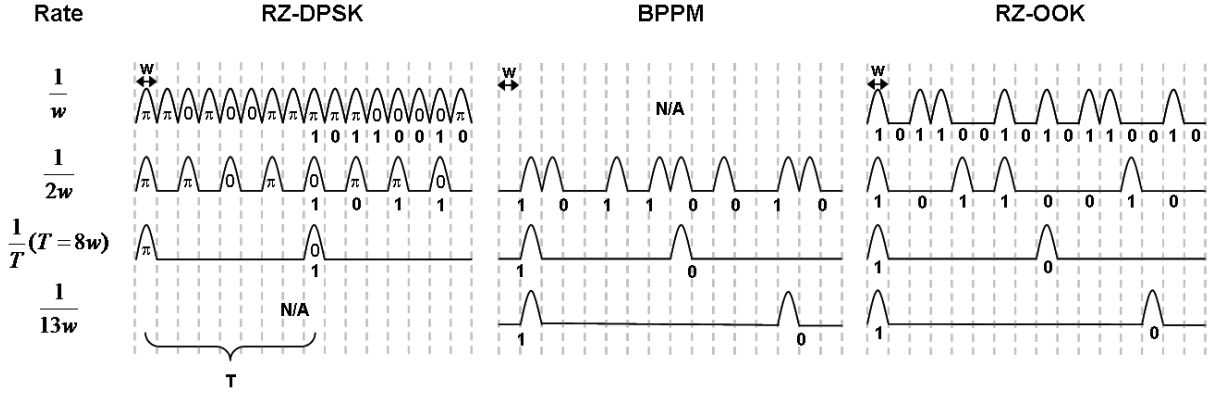 Rate
RZ-DPSK
BPPM
RZ-OOK
1/w
w
π π 0 π 0 0 π π π π π 0 0 0 0 π
1 0 1 1 0 0 1 0
w
N/A
w
1 0 1 1 0 0 1 0 1 0 1 1 0 0 1 0
1/2w
π π 0 π 0 π π 0
1 0 1 1
1 0 1 1 0 0 1 0
1 0 1 1 0 0 1 0
1/T (T = 8w)
π 0
1
1 0
1 0
1/13w
N/A
1 0
1 0
T